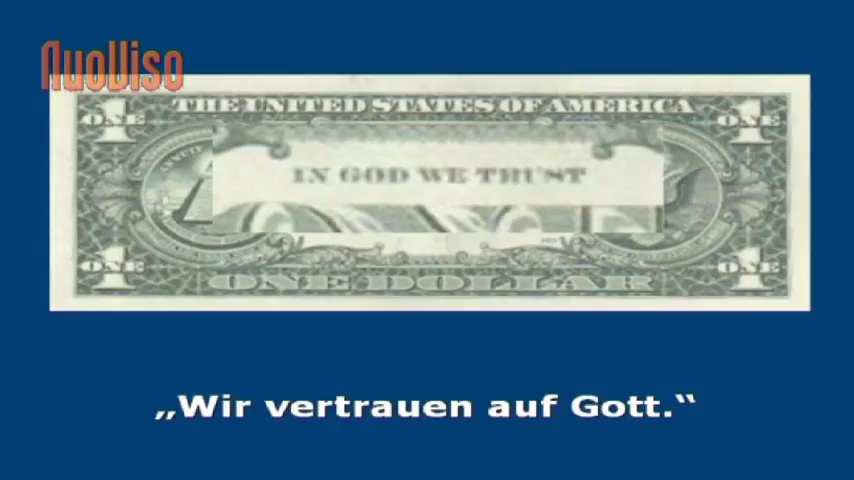 NuoViso
THE UNITED STATES OF AMERICA
1 1
ONE ONE
ANNUIT
IN GOD WE TRUST
1 1
ONE ONE
ONE DOLLAR
„Wir vertrauen auf Gott.“